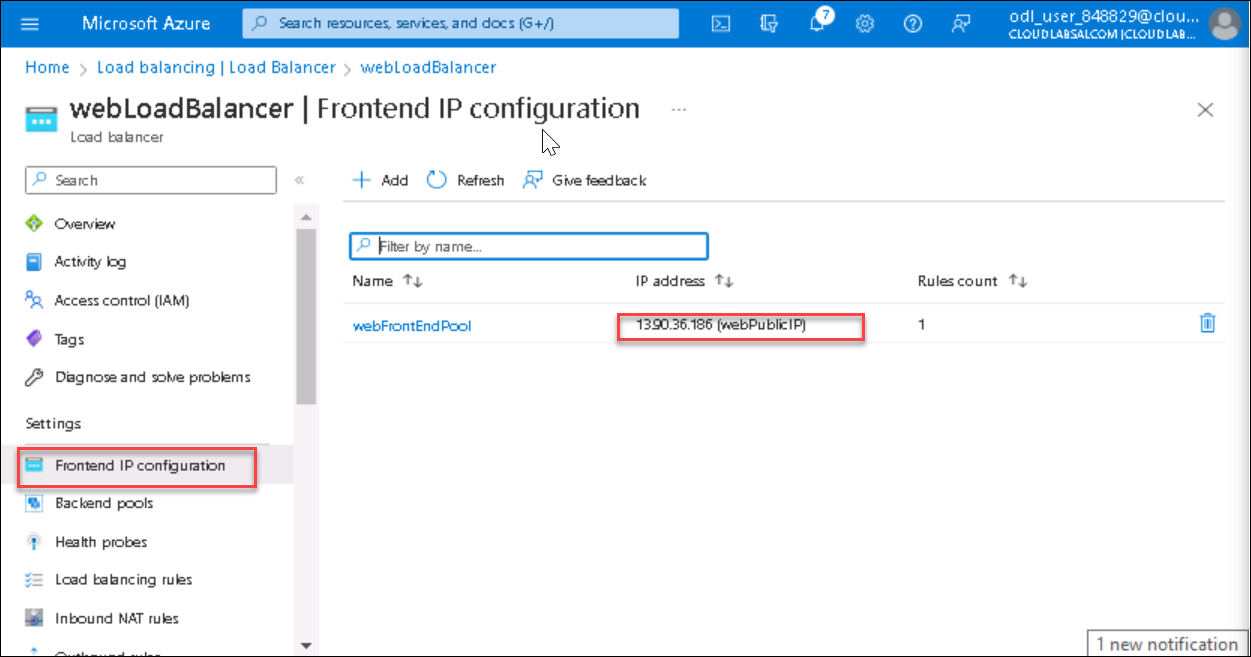 Microsoft Azure
Search resources, services, and docs (G+/)
7
odl_user_848829@clou...
CLOUDLABSAI.COM (CLOUDLAB...
Home > Load balancing | Load Balancer > webLoadBalancer
webLoadBalancer | Frontend IP configuration ...
Load balancer
Search
«
Add Refresh Give feedback
Overview
Activity log
Access control (IAM)
Tags
Diagnose and solve problems
Settings
Frontend IP configuration
Backend pools
Health probes
Load balancing rules
Inbound NAT rules
Outbound rules
Filter by name...
Name IP address Rules count
webFrontEndPool 13.90.36.186 (webPublicIP) 1
1 new notification